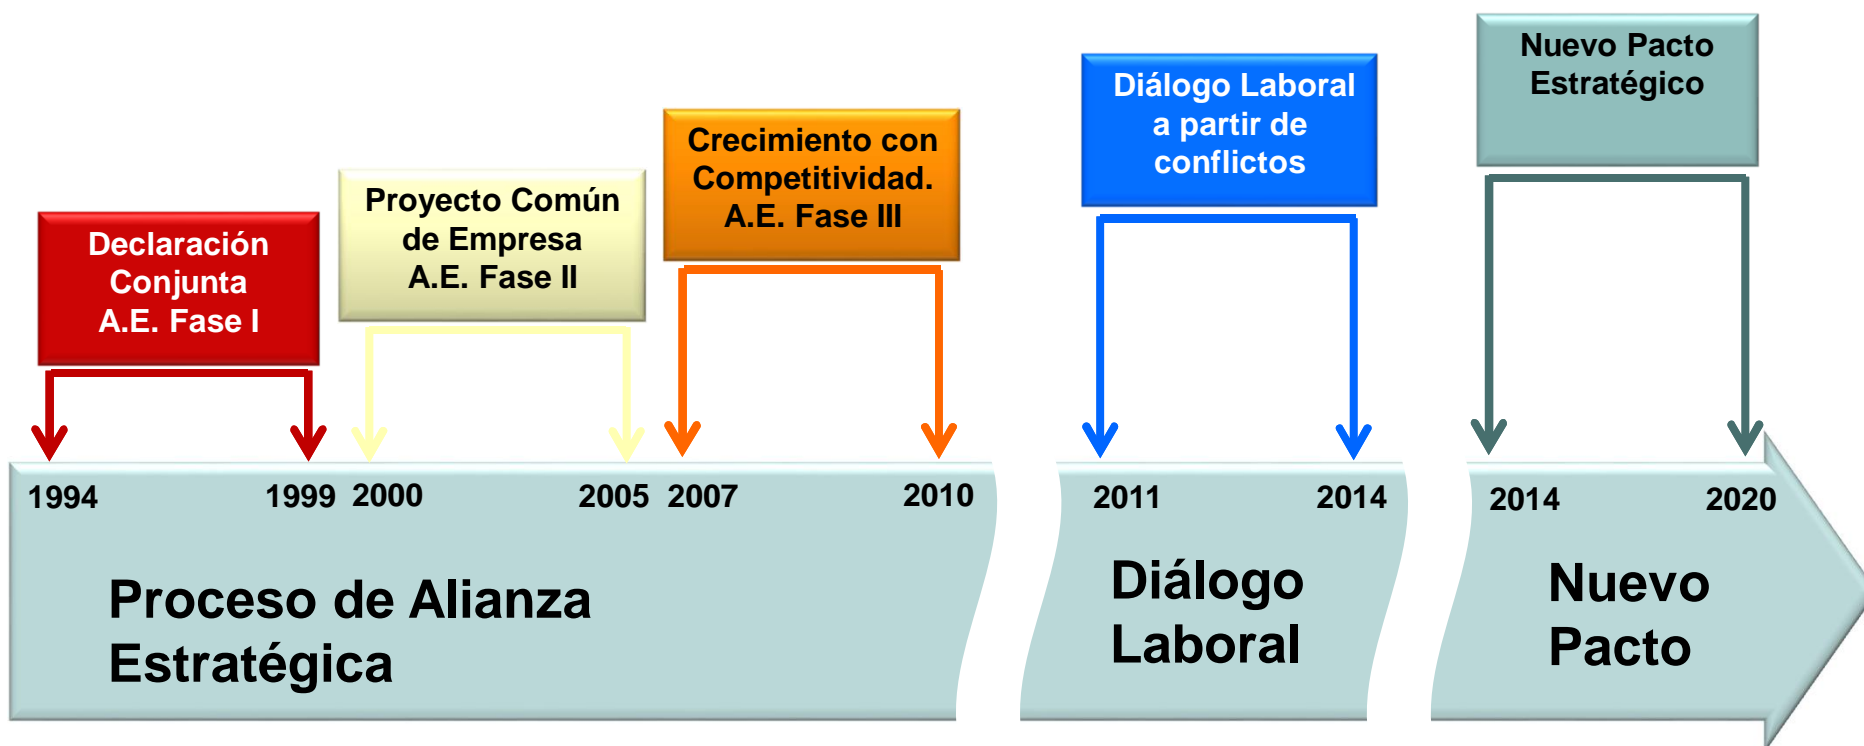 Declaración
Conjunta
A.E. Fase I
Proyecto Común
de Empresa
A.E. Fase II
Crecimiento con
Competitividad.
A.E. Fase III
Diálogo Laboral
a partir de
conflictos
Nuevo Pacto
Estratégico
1994
1999
2000
2005
2007
2010
2011
2014
2014
2020
Proceso de Alianza
Estratégica
Diálogo
Laboral
Nuevo
Pacto